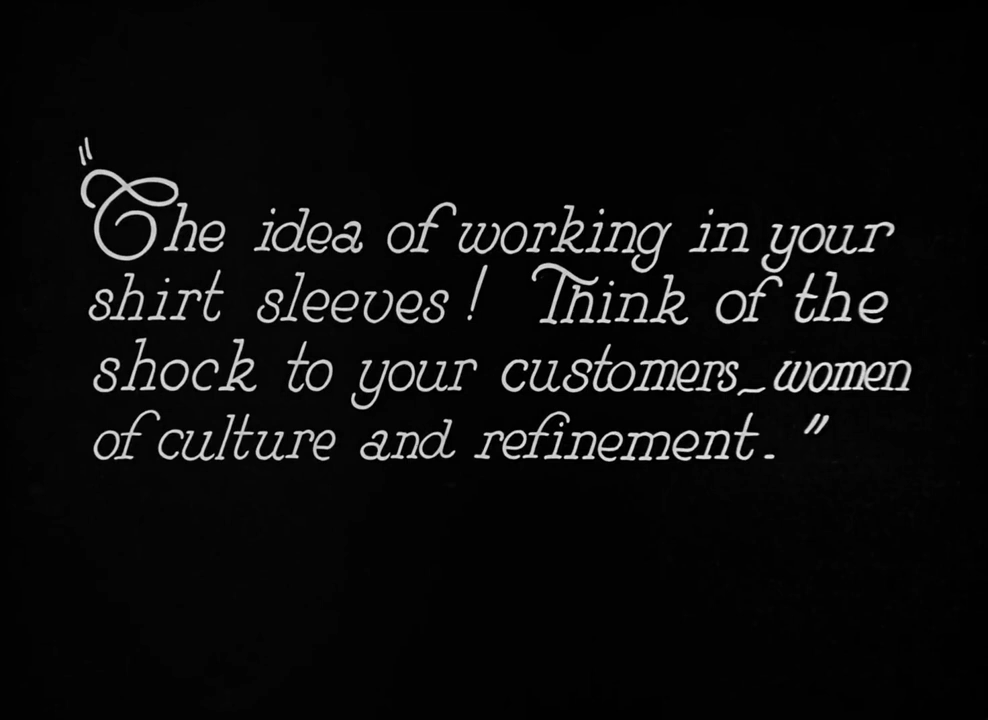 "The idea of working in your
shirt sleeves! Think of the
shock to your customers_women
of culture and refinement."